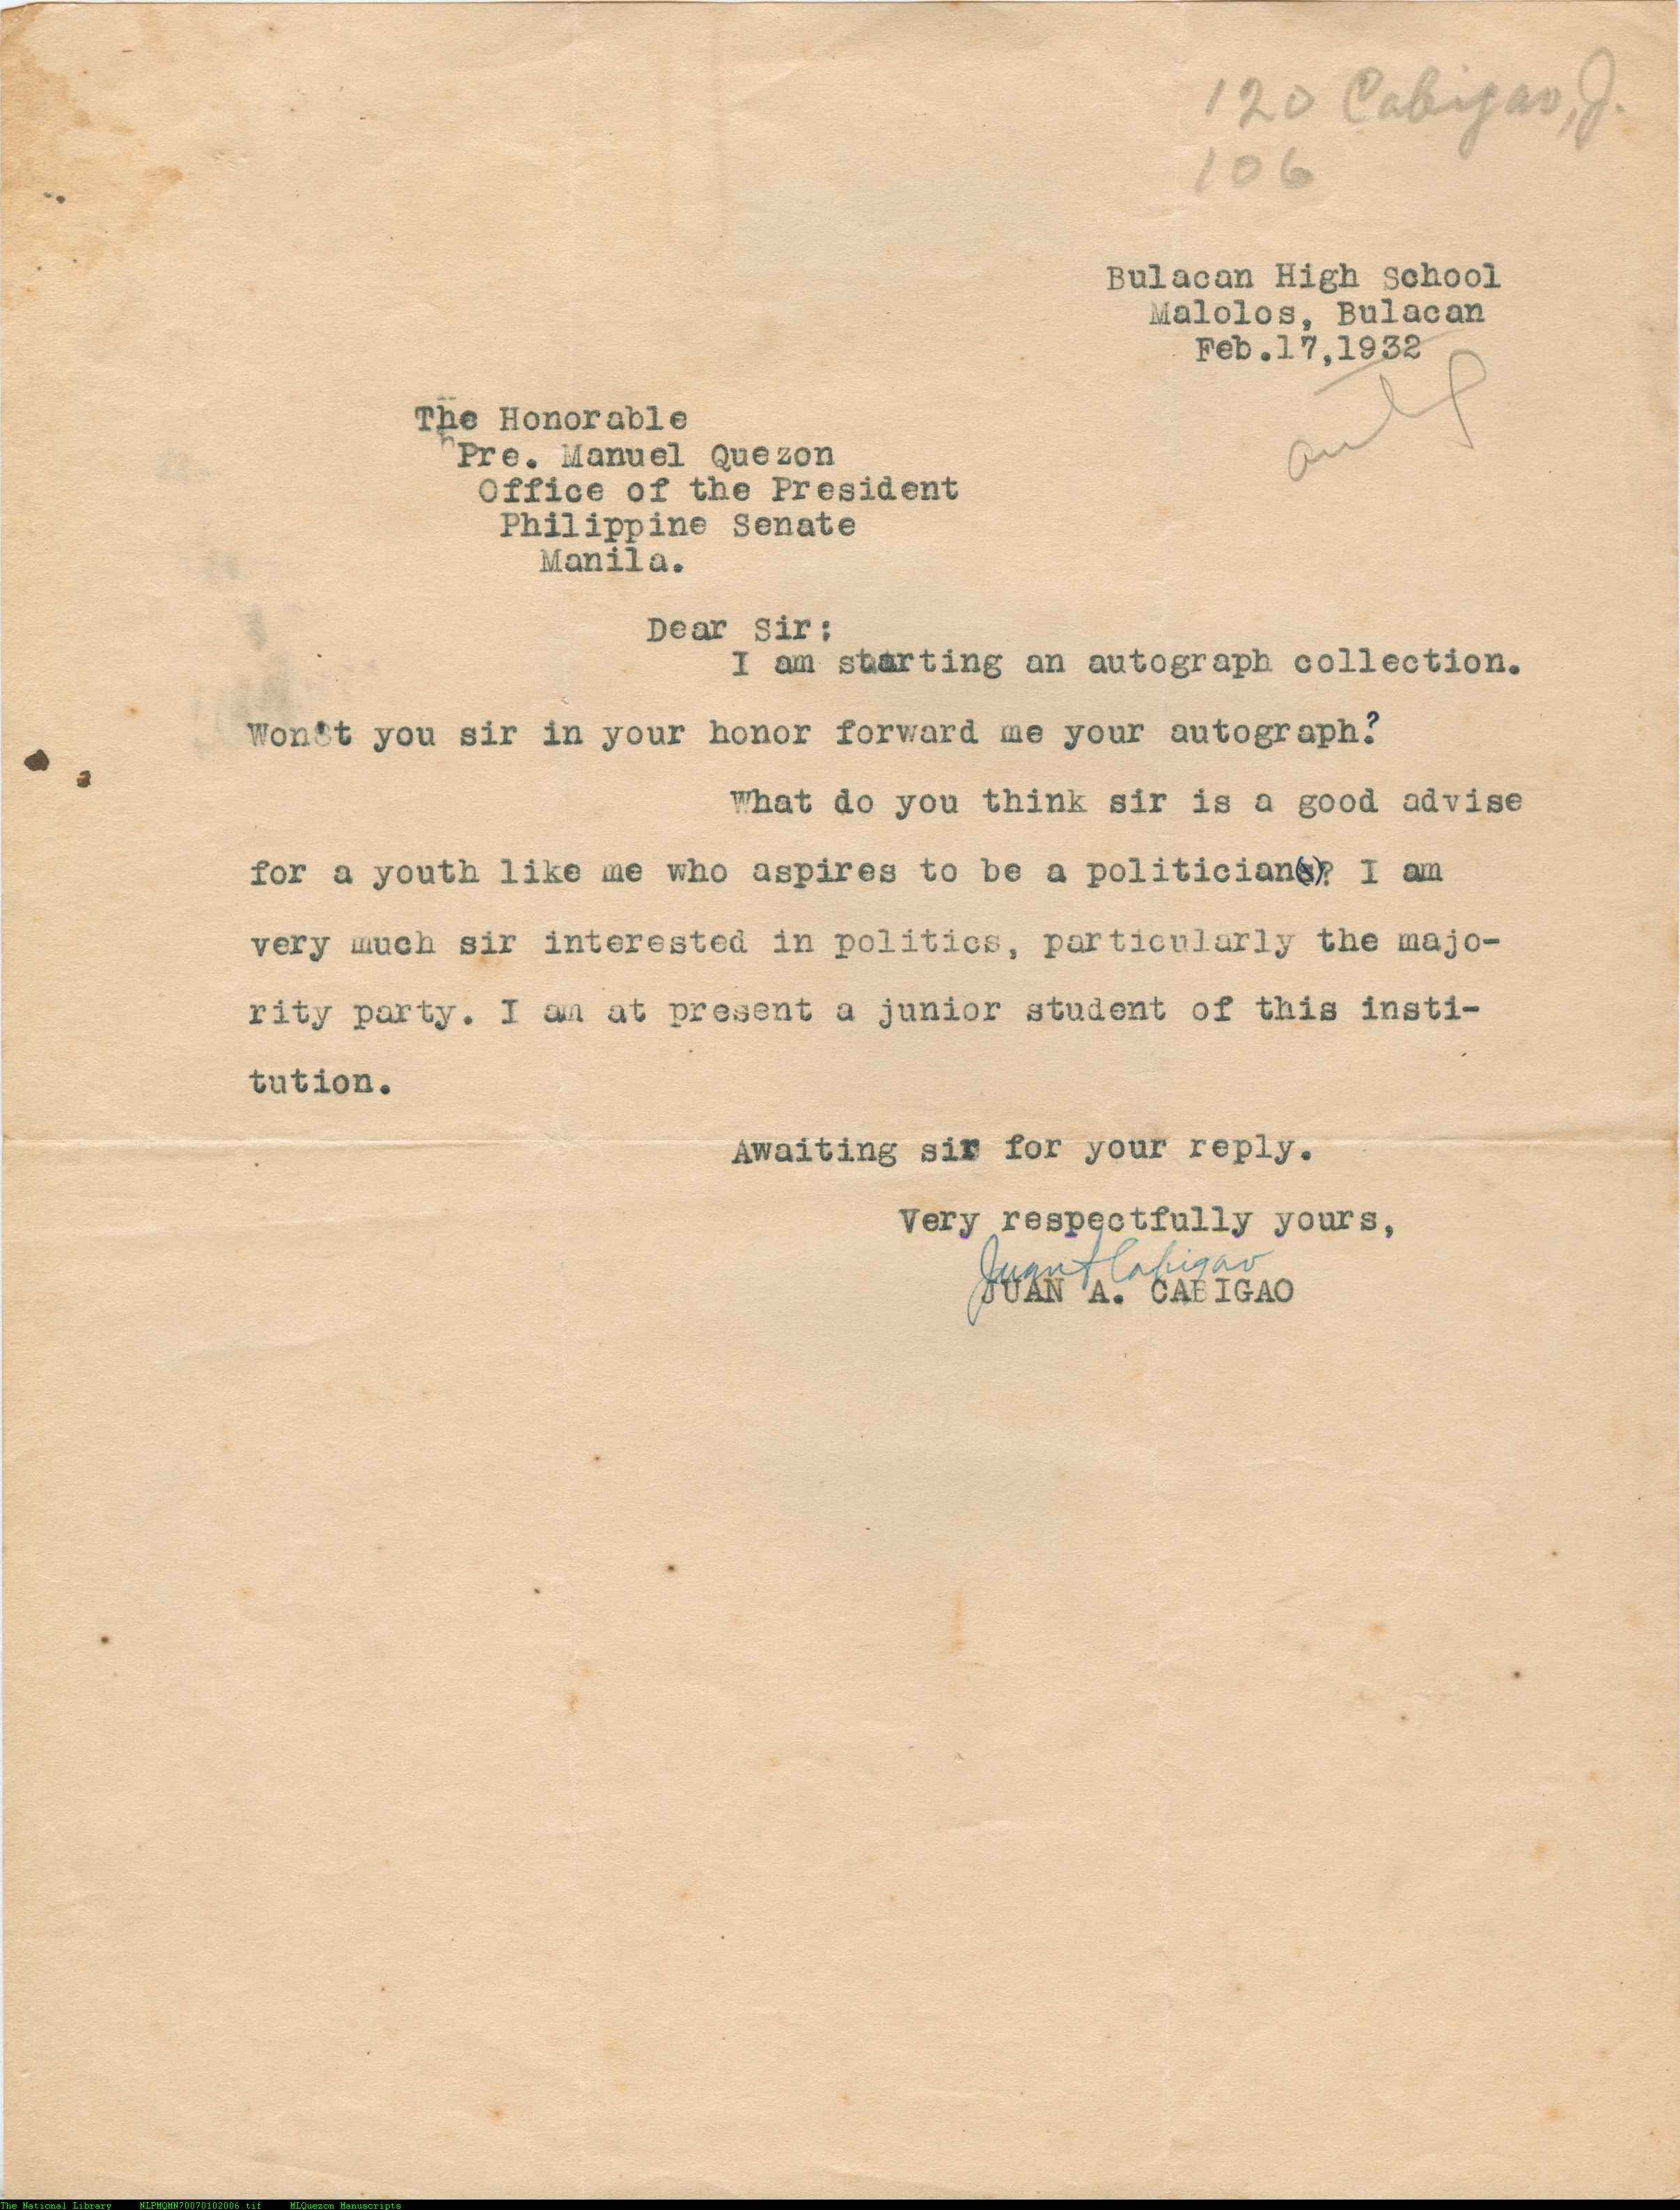 120 Cabigao, J.
106
Bulacan High School
Malolos, Bulacan
Feb.17,1932
The Honorable
Pre. Manuel Quezon
Office of the President
Philippine Senate
Manila.
Dear Sir:
I am starting an autograph collection.
Won't you sir in your honor forward me your autograph?
What do you think sir is a good advise
for a youth like me who aspires to be a politician(s)? I am
very much sir interested in politics, particularly the majo-
rity party. I am at present a junior student of this insti-
tution.
Awaiting sir for your reply.
Very respectfully yours,
Juan A Cabigao
JUAN A. CABIGAO
The National Library NLPMQMN70070102006.tif MLQuezon Manuscripts